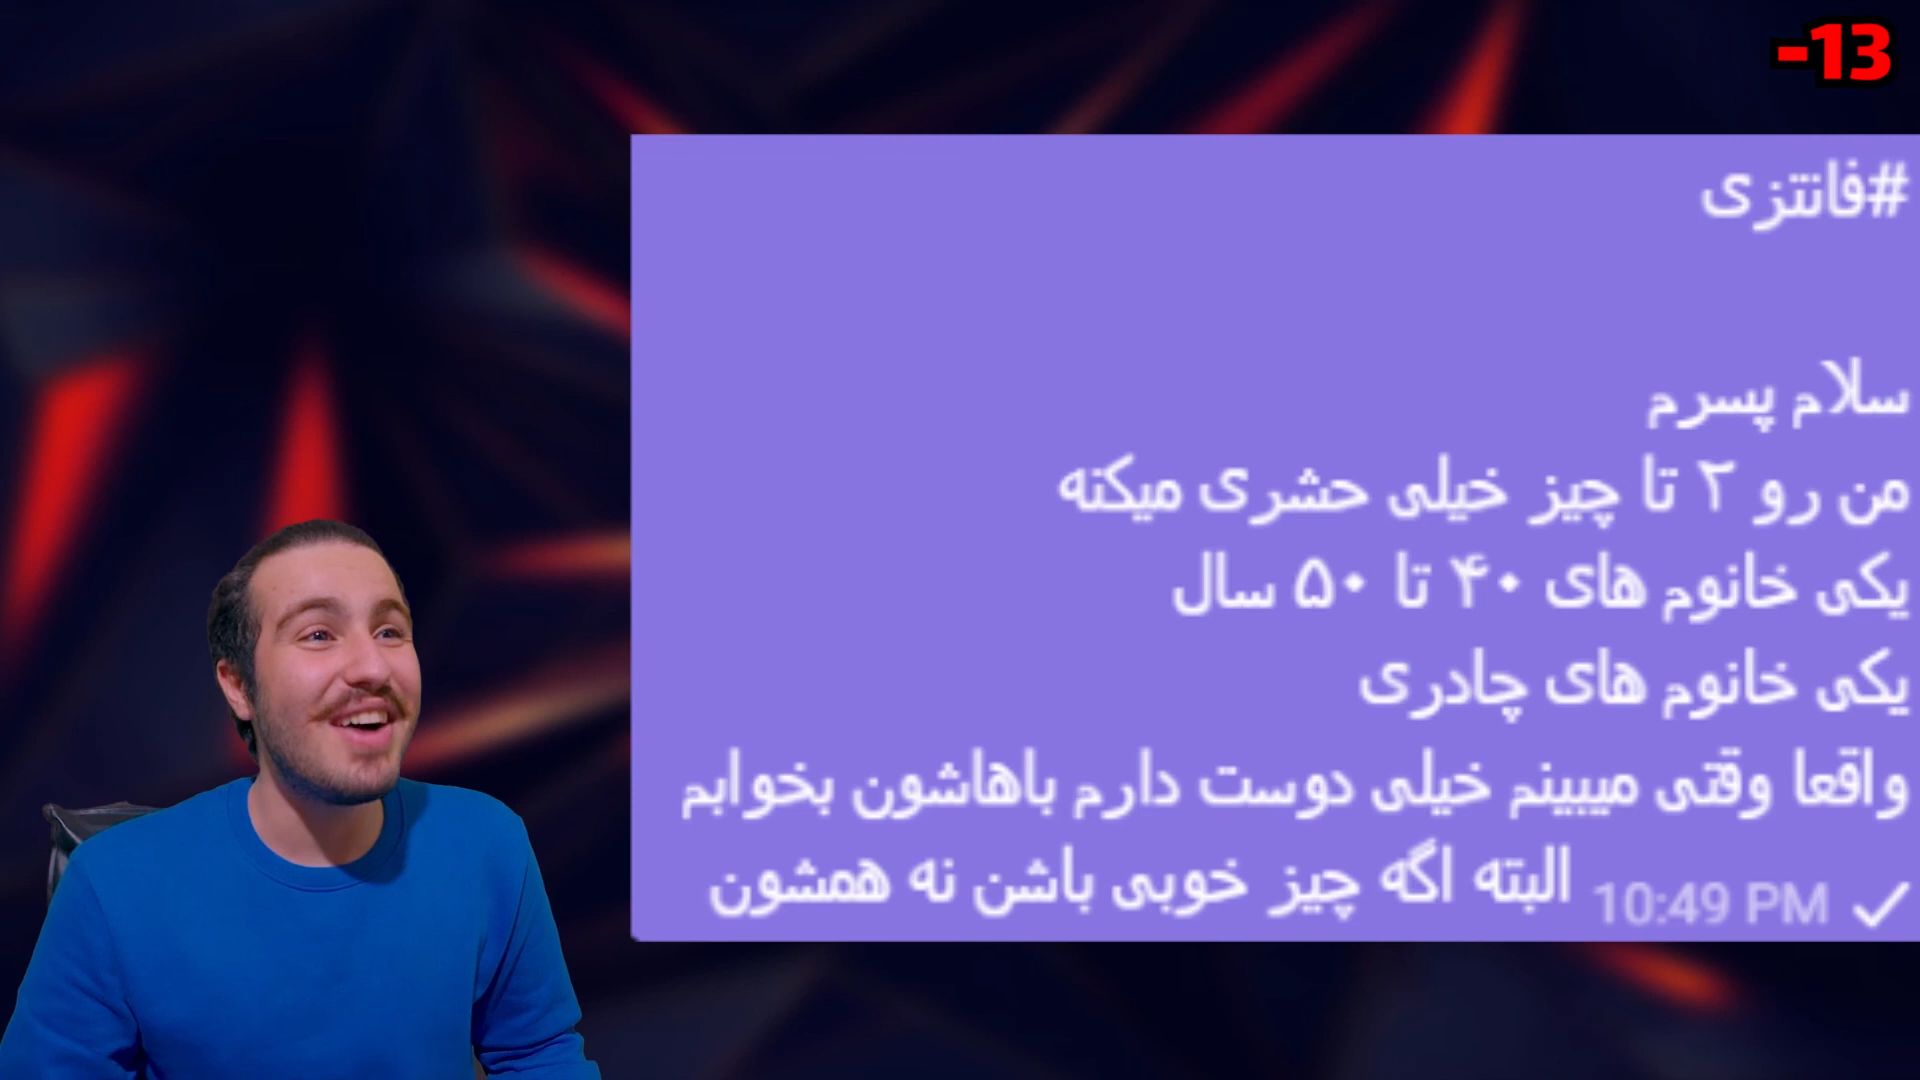 -13
#فانتزی
سلام پسرم
من رو ۲ تا چیز خیلی حشری میکنه
یکی خانوم های ۴۰ تا ۵۰ سال
یکی خانوم های چادری
واقعا وقتی میبینم خیلی دوست دارم باهاشون بخوابم
البته اگه چیز خوبی باشن نه همشون
10:49 PM